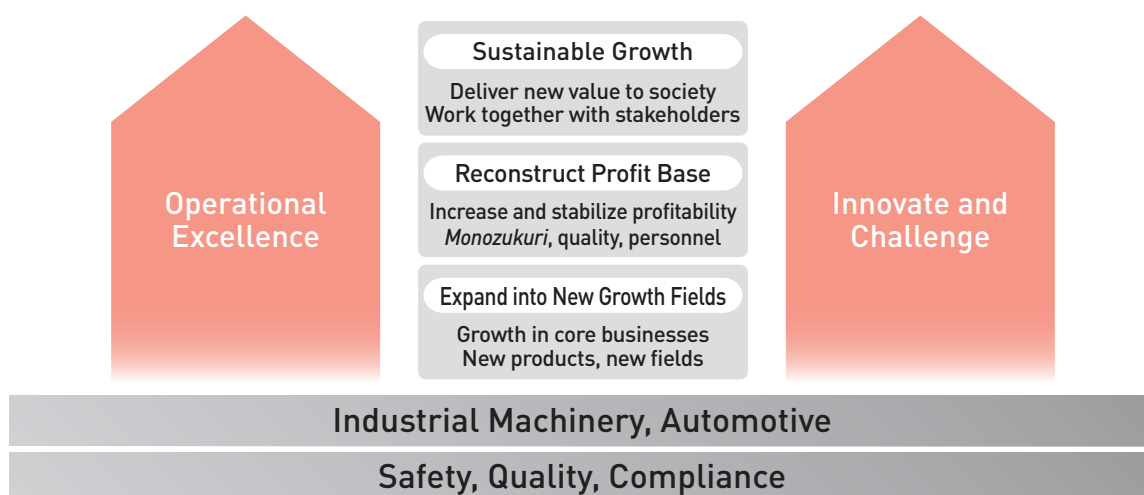 Operational
Excellence
Sustainable Growth
Deliver new value to society
Work together with stakeholders
Reconstruct Profit Base
Increase and stabilize profitability
Monozukuri, quality, personnel
Expand into New Growth Fields
Growth in core businesses
New products, new fields
Innovate and
Challenge
Industrial Machinery, Automotive
Safety, Quality, Compliance